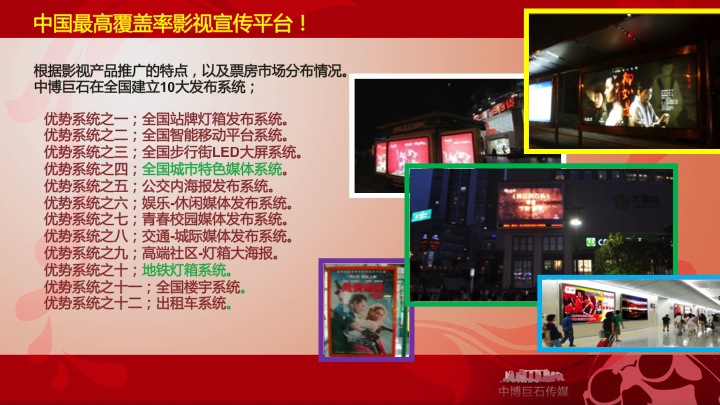 中国最高覆盖率影视宣传平台！
根据影视产品推广的特点，以及票房市场分布情况。
中博巨石在全国建立10大发布系统；
优势系统之一；全国站牌灯箱发布系统。
优势系统之二；全国智能移动平台系统。
优势系统之三；全国步行街LED大屏系统。
优势系统之四；全国城市特色媒体系统。
优势系统之五；公交内海报发布系统。
优势系统之六；娱乐-休闲媒体发布系统。
优势系统之七；青春校园媒体发布系统。
优势系统之八；交通-城际媒体发布系统。
优势系统之九；高端社区-灯箱大海报。
优势系统之十；地铁灯箱系统。
优势系统之十一；全国楼宇系统。
优势系统之十二；出租车系统。
中博巨石传媒